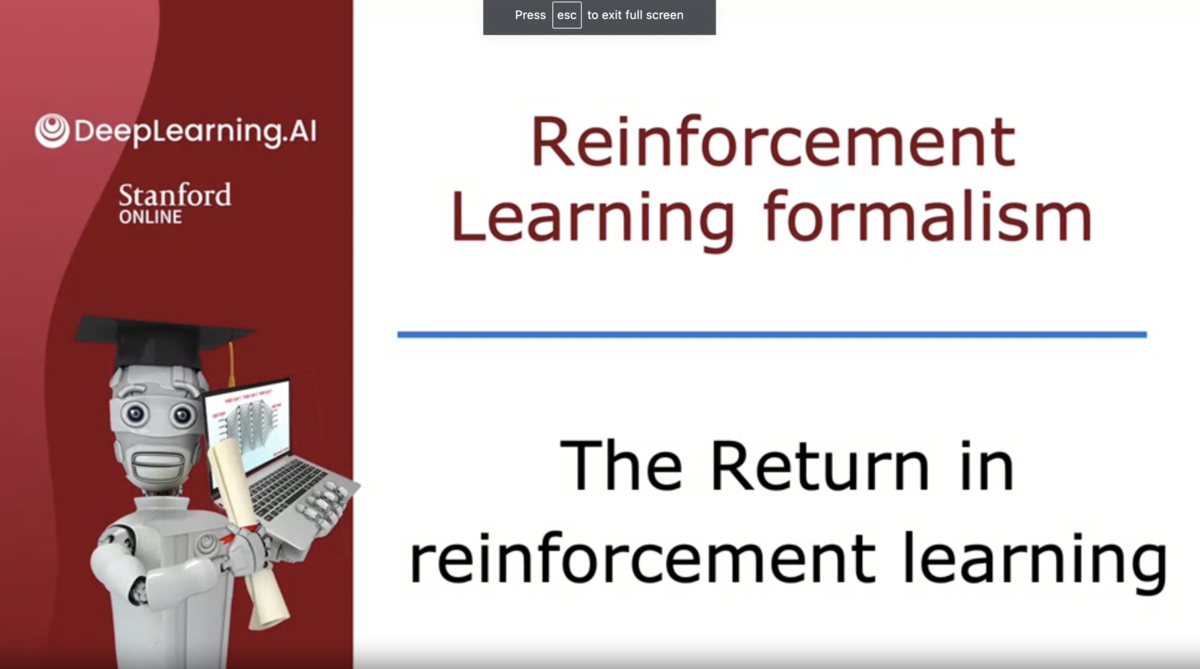 Press esc to exit full screen
DeepLearning.AI
Stanford
ONLINE
Reinforcement
Learning formalism
The Return in
reinforcement learning